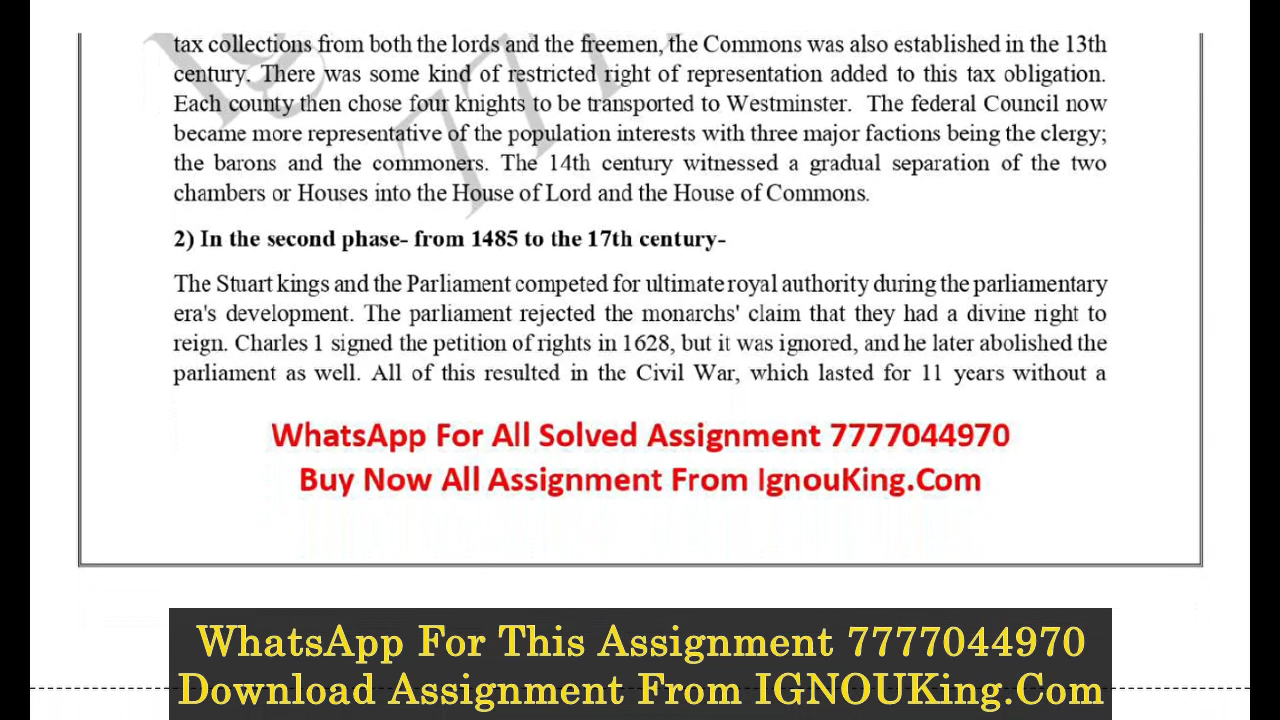 tax collections from both the lords and the freemen, the Commons was also established in the 13th
century. There was some kind of restricted right of representation added to this tax obligation.
Each county then chose four knights to be transported to Westminster. The federal Council now
became more representative of the population interests with three major factions being the clergy;
the barons and the commoners. The 14th century witnessed a gradual separation of the two
chambers or Houses into the House of Lord and the House of Commons.
2) In the second phase- from 1485 to the 17th century-
The Stuart kings and the Parliament competed for ultimate royal authority during the parliamentary
era's development. The parliament rejected the monarchs' claim that they had a divine right to
reign. Charles 1 signed the petition of rights in 1628, but it was ignored, and he later abolished the
parliament as well. All of this resulted in the Civil War, which lasted for 11 years without a
WhatsApp For All Solved Assignment 7777044970
Buy Now All Assignment From IgnouKing.Com
WhatsApp For This Assignment 7777044970
Download Assignment From IGNOUKing.Com